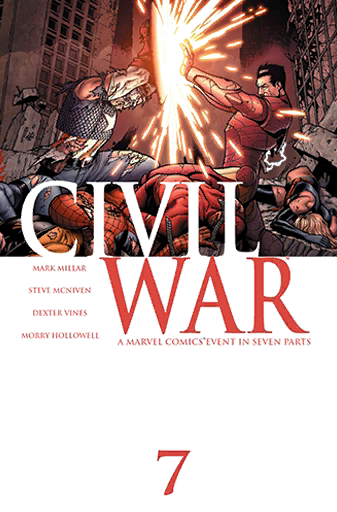 CIVIL
WAR
MARK MILLAR
STEVE MCNIVEN
DEXTER VINES
MORRY HOLLOWELL
A MARVEL COMICS EVENT IN SEVEN PARTS
7